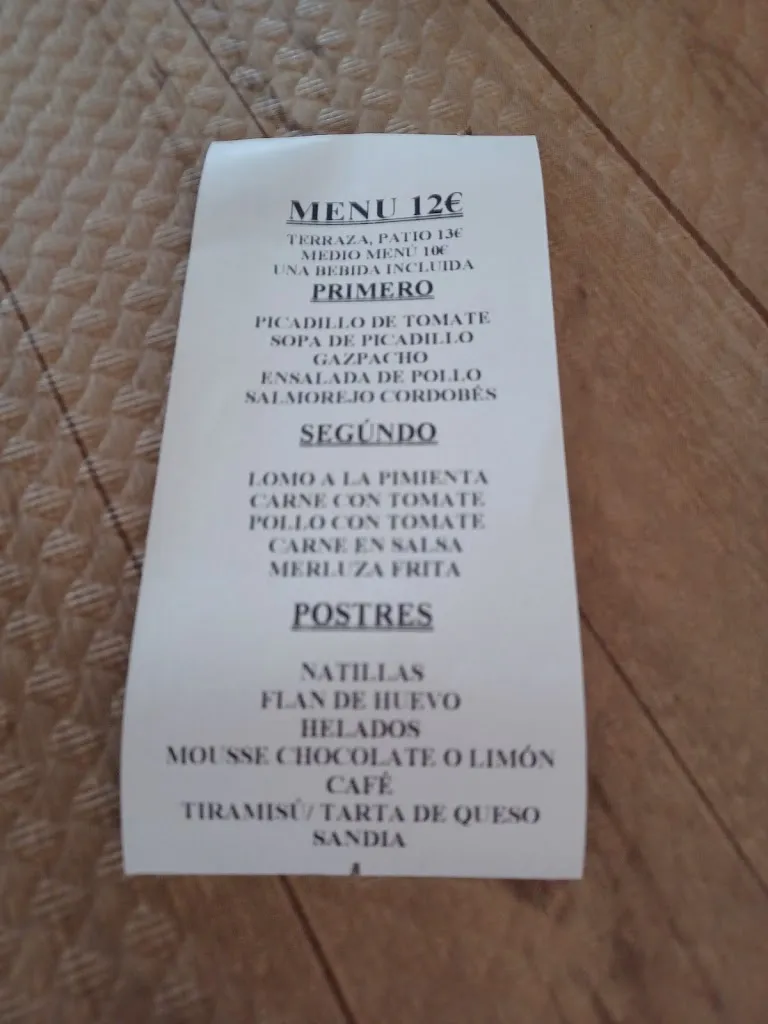 MENU 12€
TERRAZA, PATIO 13€
MEDIO MENÚ 10€
UNA BEBIDA INCLUIDA
PRIMERO
PICADILLO DE TOMATE
SOPA DE PICADILLO
GAZPACHO
ENSALADA DE POLLO
SALMOREJO CORDOBÊS
SEGÚNDO
LOMO A LA PIMIENTA
CARNE CON TOMATE
POLLO CON TOMATE
CARNE EN SALSA
MERLUZA FRITA
POSTRES
NATILLAS
FLAN DE HUEVO
HELADOS
MOUSSE CHOCOLATE O LIMÓN
CAFÉ
TIRAMISÚ/ TARTA DE QUESO
SANDIA